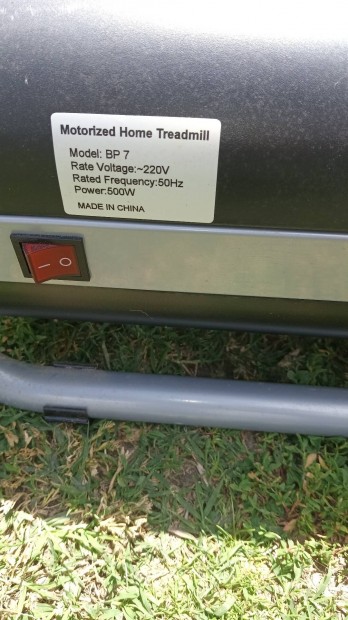 Motorized Home Treadmill
Model: BP 7
Rate Voltage:~220V
Rated Frequency:50Hz
Power:500W
MADE IN CHINA